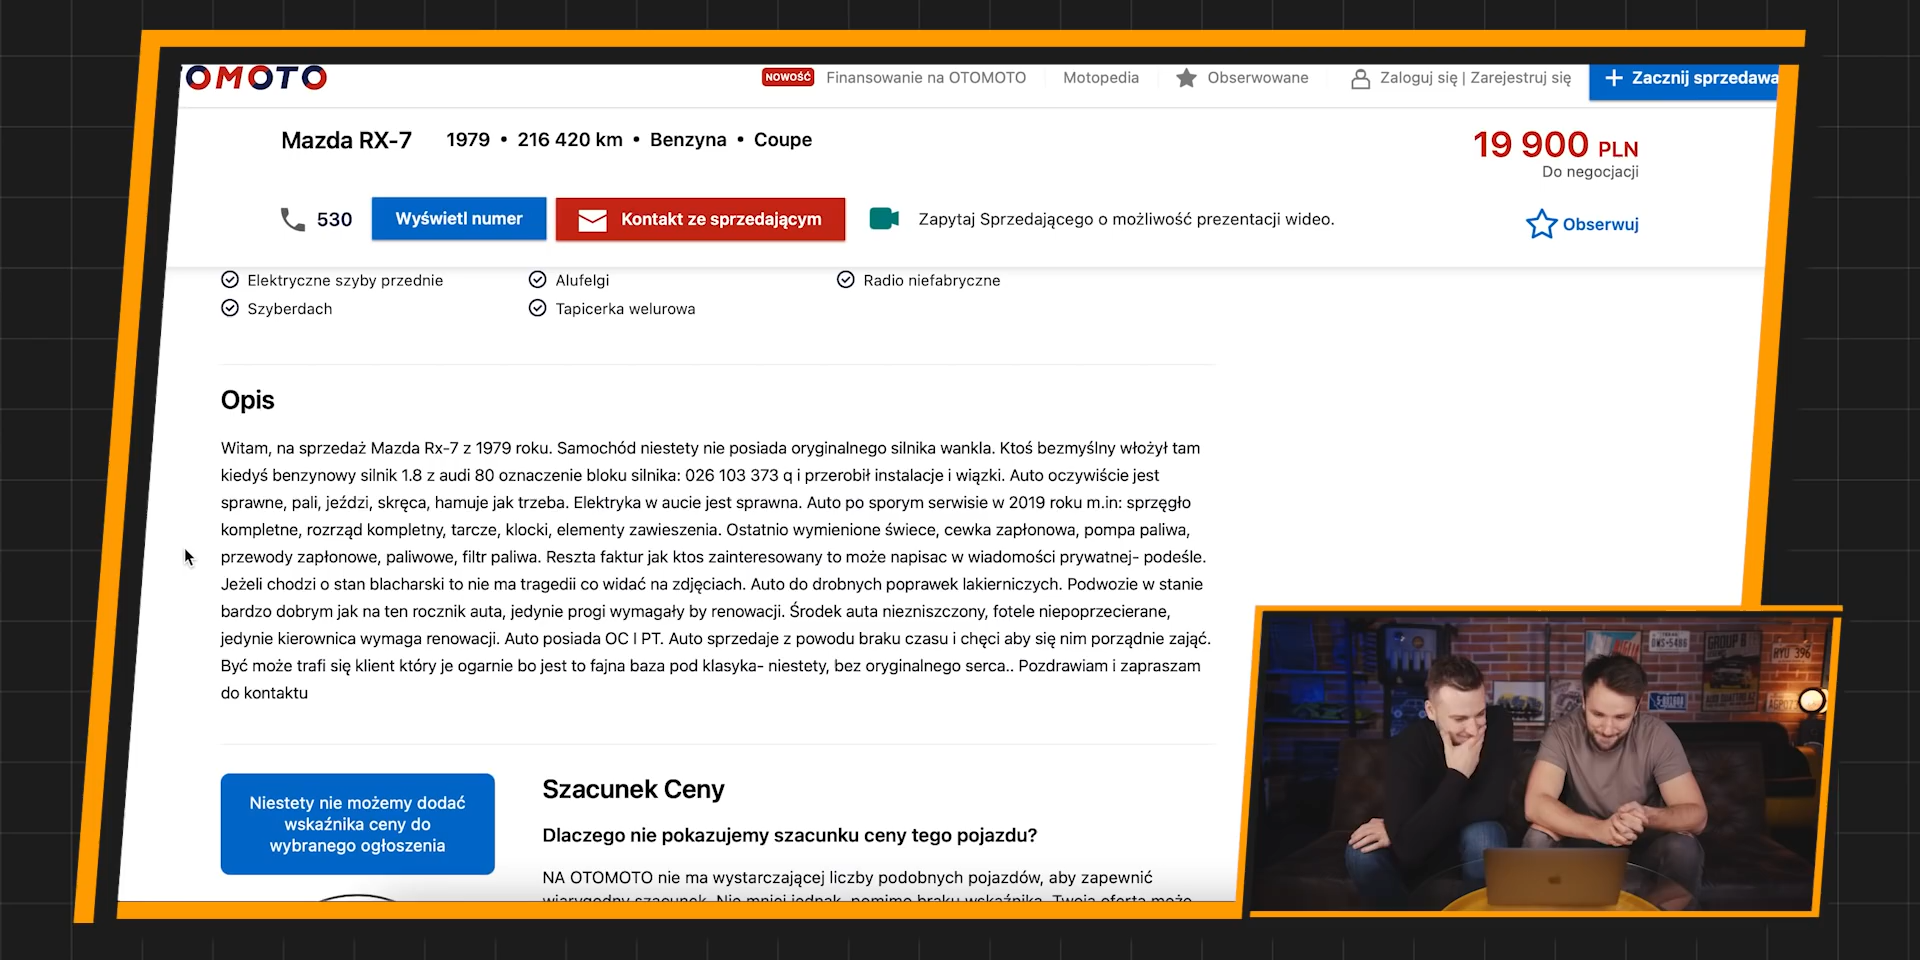 OMOTO
NOWOŚĆ Finansowanie na OTOMOTO Motopedia Obserwowane Zaloguj się | Zarejestruj się + Zacznij sprzedawa
Mazda RX-7 1979 • 216 420 km • Benzyna • Coupe
19 900 PLN
Do negocjacji
530 Wyświetl numer Kontakt ze sprzedającym Zapytaj Sprzedającego o możliwość prezentacji wideo. Obserwuj
Elektryczne szyby przednie Alufelgi Radio niefabryczne
Szyberdach Tapicerka welurowa
Opis
Witam, na sprzedaż Mazda Rx-7 z 1979 roku. Samochód niestety nie posiada oryginalnego silnika wankla. Ktoś bezmyślny włożył tam
kiedyś benzynowy silnik 1.8 z audi 80 oznaczenie bloku silnika: 026 103 373 q i przerobił instalacje i wiązki. Auto oczywiście jest
sprawne, pali, jeździ, skręca, hamuje jak trzeba. Elektryka w aucie jest sprawna. Auto po sporym serwisie w 2019 roku m.in: sprzęgło
kompletne, rozrząd kompletny, tarcze, klocki, elementy zawieszenia. Ostatnio wymienione świece, cewka zapłonowa, pompa paliwa,
przewody zapłonowe, paliwowe, filtr paliwa. Reszta faktur jak ktos zainteresowany to może napisac w wiadomości prywatnej- podeśle.
Jeżeli chodzi o stan blacharski to nie ma tragedii co widać na zdjęciach. Auto do drobnych poprawek lakierniczych. Podwozie w stanie
bardzo dobrym jak na ten rocznik auta, jedynie progi wymagały by renowacji. Środek auta niezniszczony, fotele niepoprzecierane,
jedynie kierownica wymaga renowacji. Auto posiada OC I PT. Auto sprzedaje z powodu braku czasu i chęci aby się nim porządnie zająć.
Być może trafi się klient który je ogarnie bo jest to fajna baza pod klasyka- niestety, bez oryginalnego serca.. Pozdrawiam i zapraszam
do kontaktu
Niestety nie możemy dodać
wskaźnika ceny do
wybranego ogłoszenia
Szacunek Ceny
Dlaczego nie pokazujemy szacunku ceny tego pojazdu?
NA OTOMOTO nie ma wystarczającej liczby podobnych pojazdów, aby zapewnić
wiarygodny szacunek. Nie mniej jednak, pomimo braku wskaźnika, Twoja oferta może
GROUP B